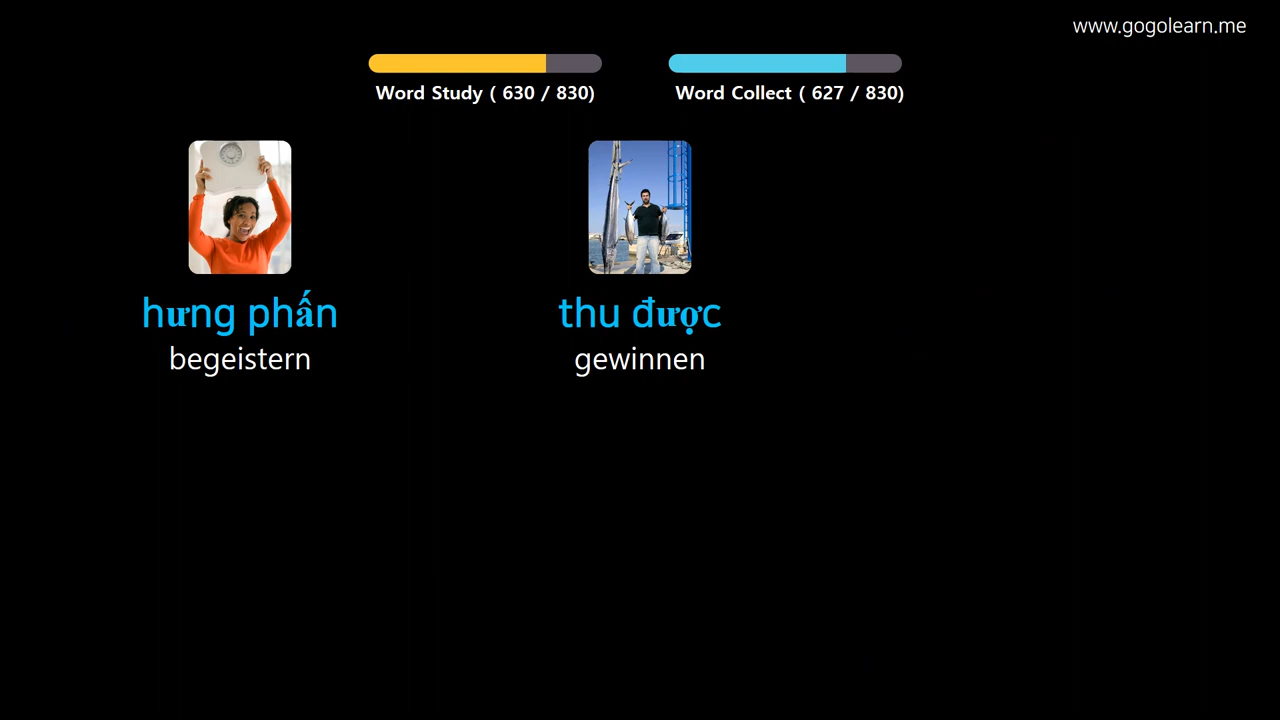 www.gogolearn.me
Word Study ( 630 / 830)
Word Collect ( 627 / 830)
hưng phấn
thu được
begeistern
gewinnen